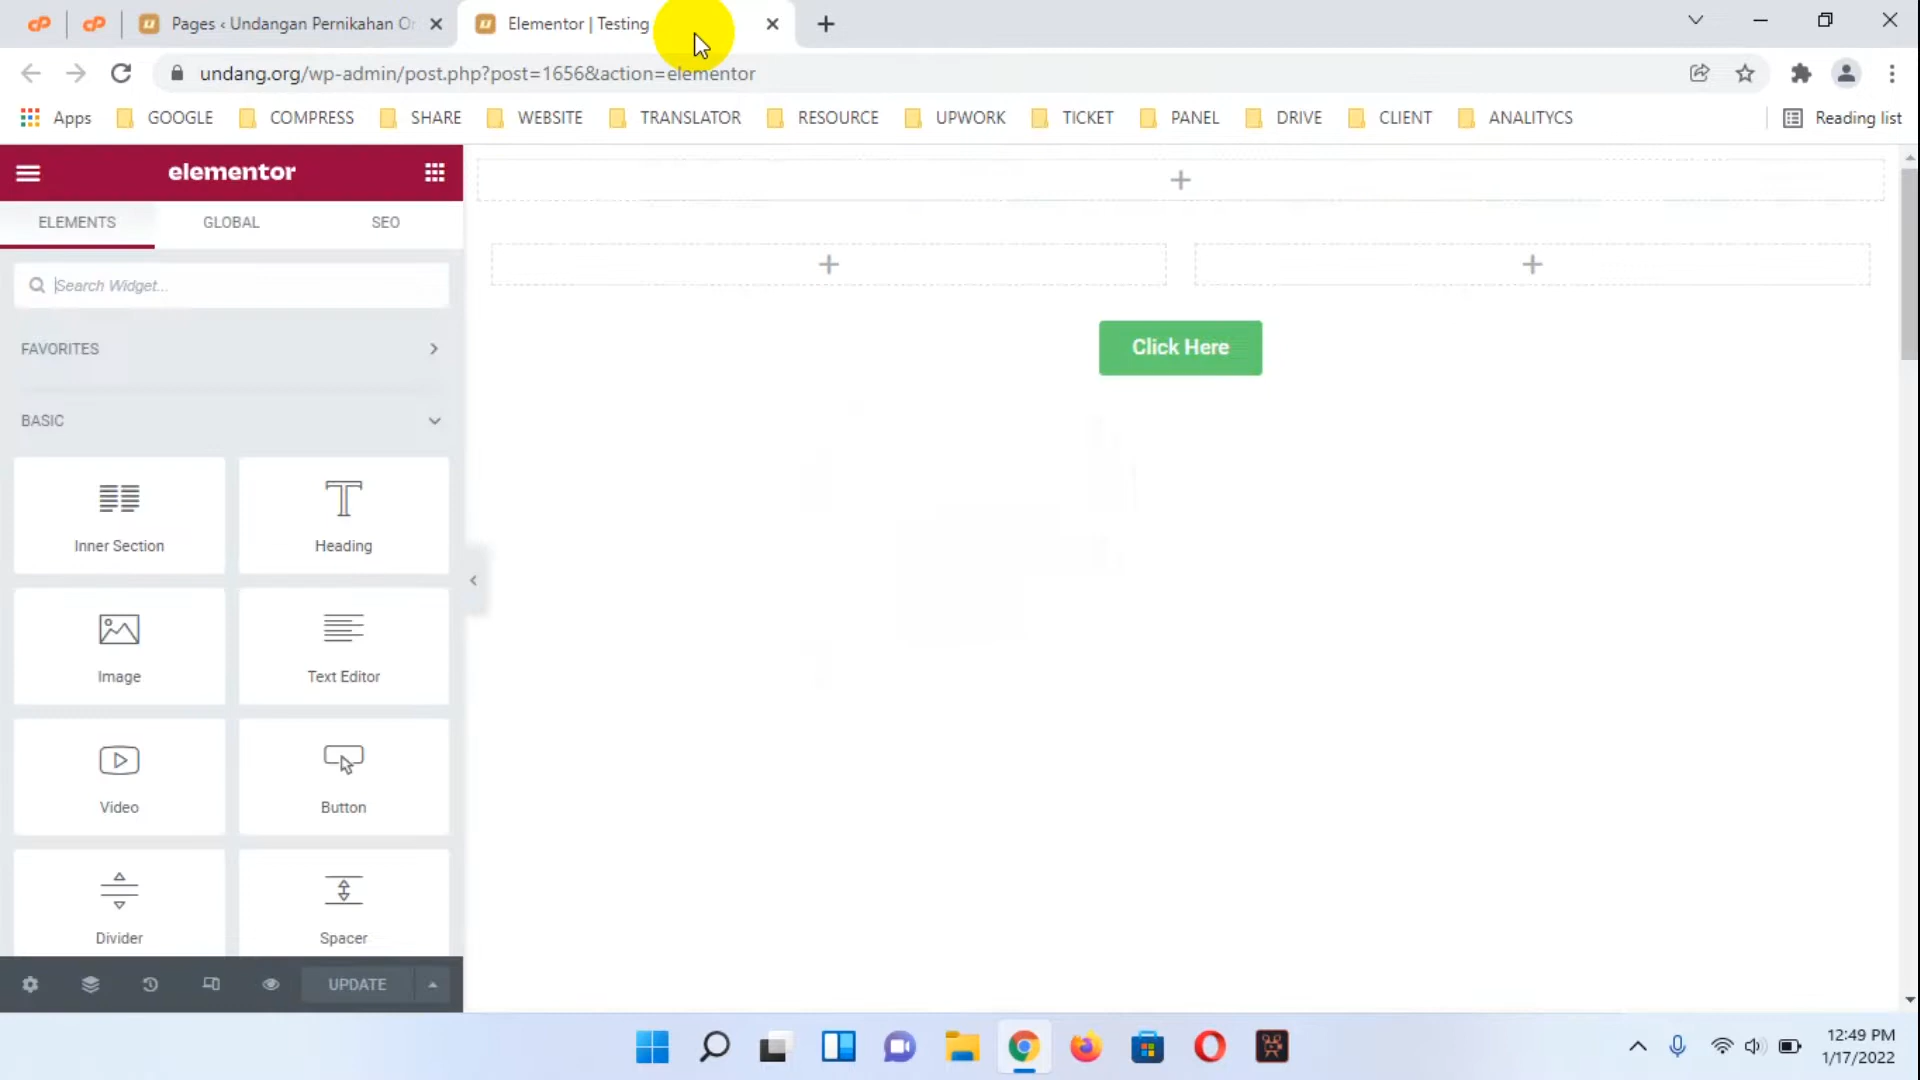 Pages ‹ Undangan Pernikahan Or
Elementor | Testing
undang.org/wp-admin/post.php?post=1656&action=elementor
Apps
GOOGLE
COMPRESS
SHARE
WEBSITE
TRANSLATOR
RESOURCE
UPWORK
TICKET
PANEL
DRIVE
CLIENT
ANALITYCS
Reading list
elementor
ELEMENTS
GLOBAL
SEO
Search Widget...
FAVORITES
BASIC
Inner Section
Heading
Image
Text Editor
Video
Button
Divider
Spacer
UPDATE
Click Here
12:49 PM
1/17/2022